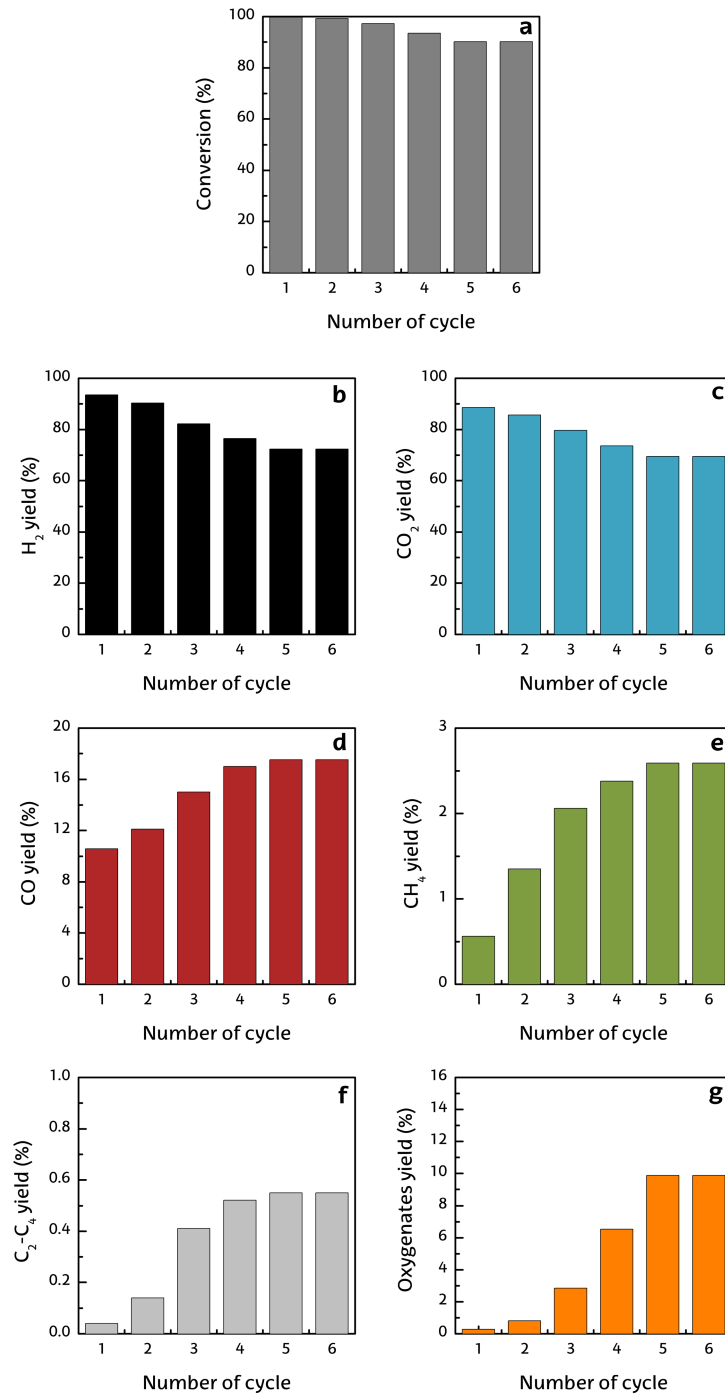 a
Conversion (%)
100
80
60
40
20
0
1 2 3 4 5 6
Number of cycle
b
H₂ yield (%)
100
80
60
40
20
0
1 2 3 4 5 6
Number of cycle
c
CO₂ yield (%)
100
80
60
40
20
0
1 2 3 4 5 6
Number of cycle
d
CO yield (%)
20
16
12
8
4
0
1 2 3 4 5 6
Number of cycle
e
CH₄ yield (%)
3
2
1
0
1 2 3 4 5 6
Number of cycle
f
C₂-C₄ yield (%)
1.0
0.8
0.6
0.4
0.2
0.0
1 2 3 4 5 6
Number of cycle
g
Oxygenates yield (%)
16
14
12
10
8
6
4
2
0
1 2 3 4 5 6
Number of cycle